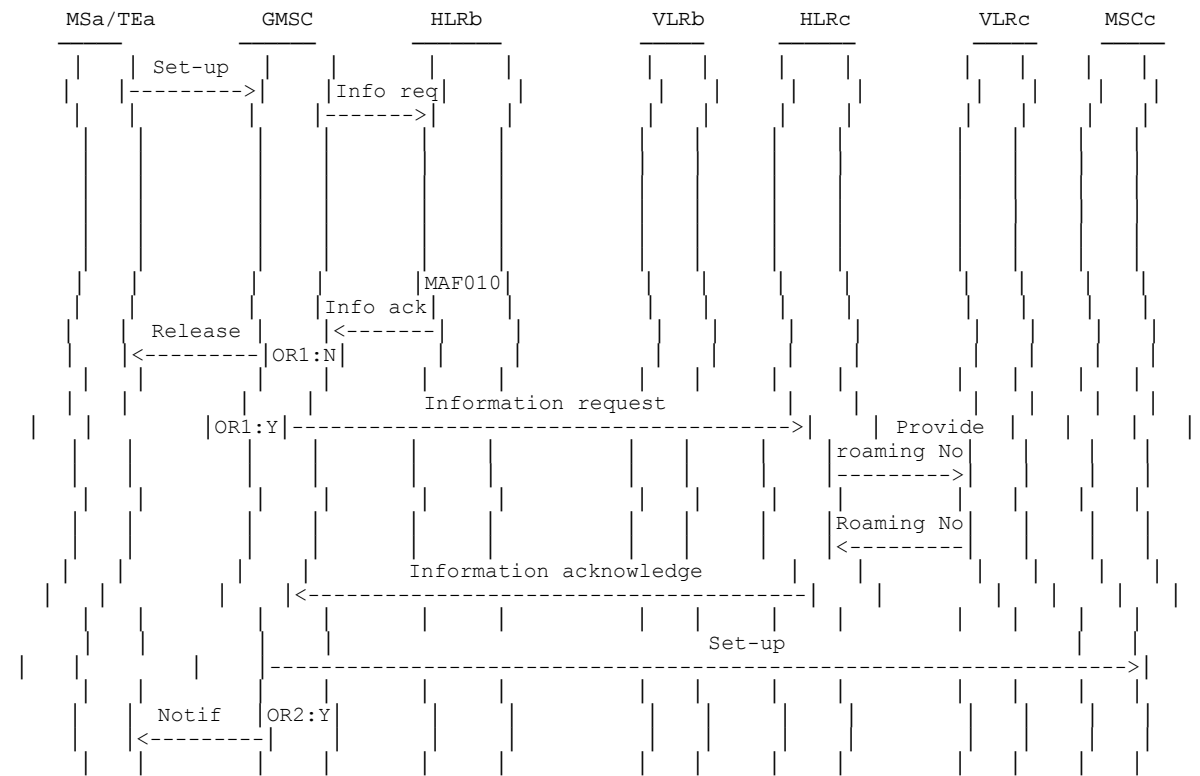 MSa/TEa GMSC HLRb VLRb HLRc VLRc MSCc
Set-up
--------->
Info req
------->
MAF010
Info ack
Release <-------
<--------- OR1:N
Information request
OR1:Y ---------------------------------------> Provide
roaming No
--------->
Roaming No
<---------
Information acknowledge
<---------------------------------------
Set-up
------------------------------------------------------------------->
Notif OR2:Y
<---------